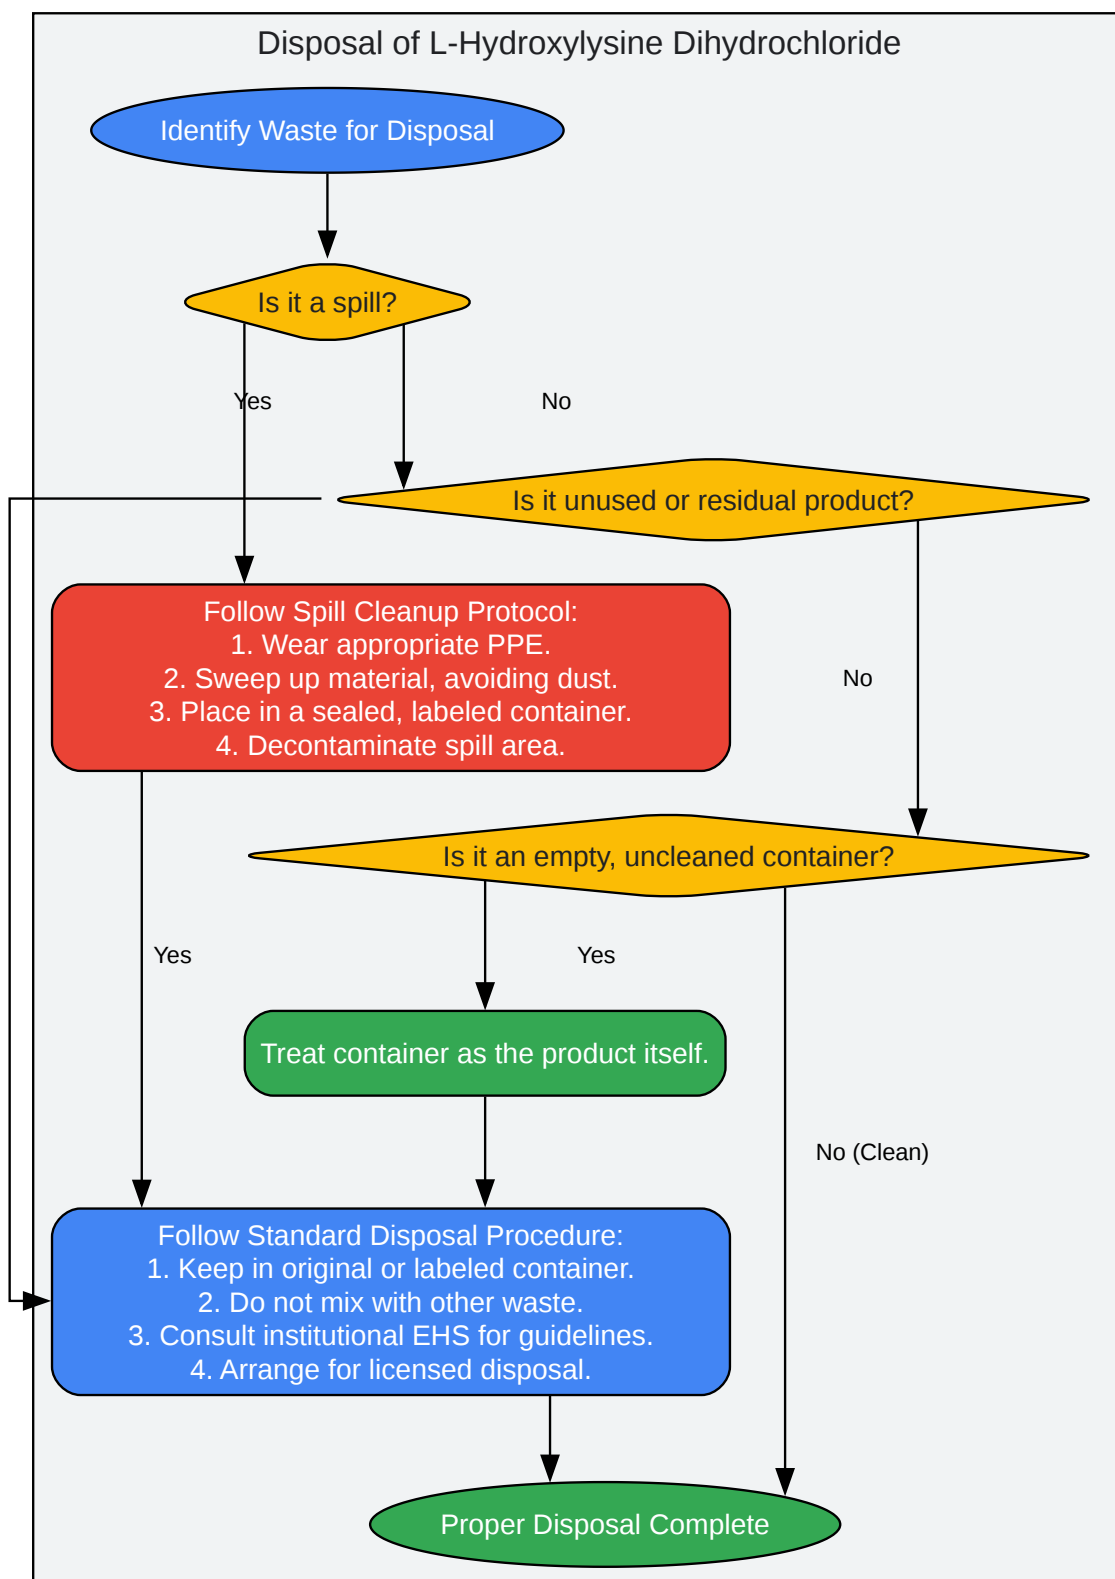 Disposal of L-Hydroxylysine Dihydrochloride
Identify Waste for Disposal
Is it a spill?
Yes
No
Is it unused or residual product?
Follow Spill Cleanup Protocol:
1. Wear appropriate PPE.
2. Sweep up material, avoiding dust.
3. Place in a sealed, labeled container.
4. Decontaminate spill area.
No
Is it an empty, uncleaned container?
Yes
Yes
Treat container as the product itself.
No (Clean)
Follow Standard Disposal Procedure:
1. Keep in original or labeled container.
2. Do not mix with other waste.
3. Consult institutional EHS for guidelines.
4. Arrange for licensed disposal.
Proper Disposal Complete